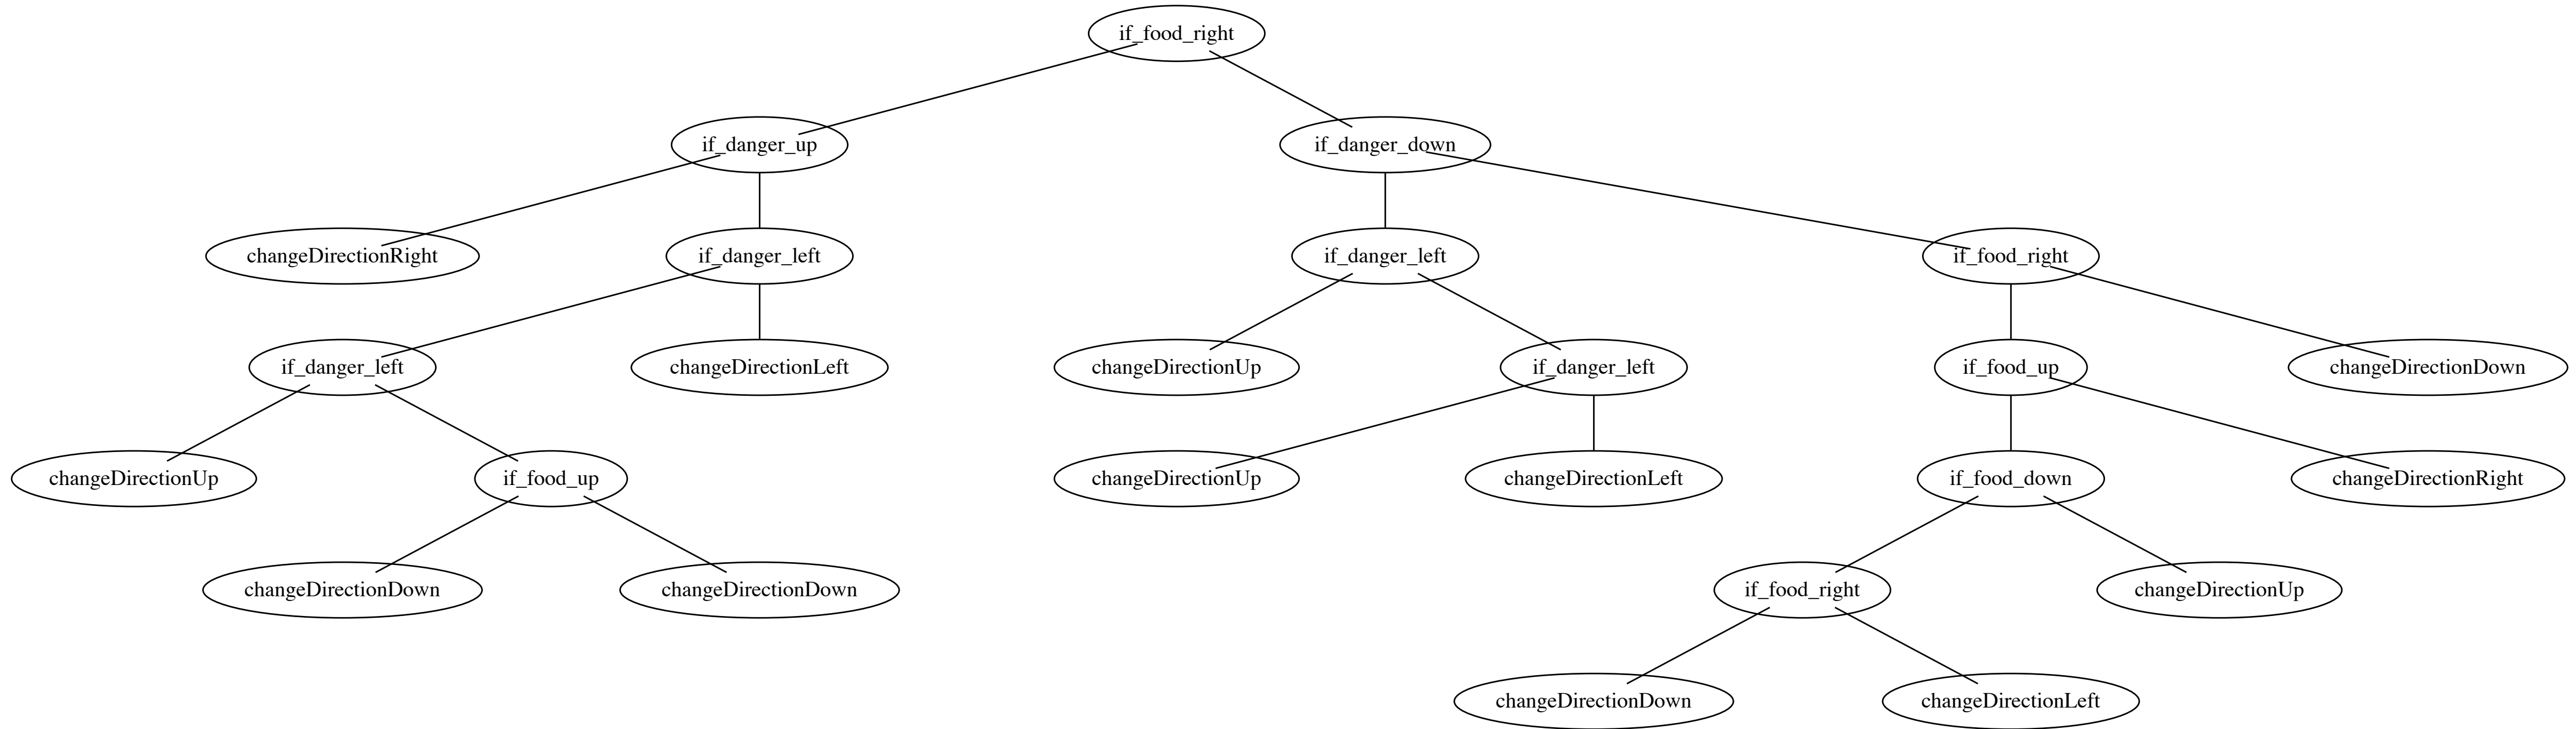 if_food_right
if_danger_up
if_danger_down
changeDirectionRight
if_danger_left
if_danger_left
if_food_right
if_danger_left
changeDirectionLeft
changeDirectionUp
if_danger_left
if_food_up
changeDirectionDown
changeDirectionUp
if_food_up
changeDirectionUp
changeDirectionLeft
if_food_down
changeDirectionRight
changeDirectionDown
changeDirectionDown
if_food_right
changeDirectionUp
changeDirectionDown
changeDirectionLeft